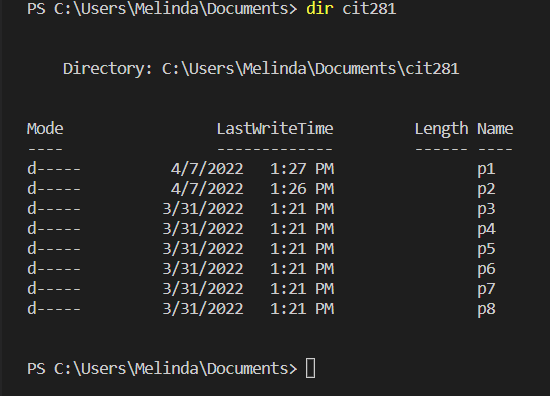 PS C:\Users\Melinda\Documents> dir cit281
Directory: C:\Users\Melinda\Documents\cit281
Mode LastWriteTime Length Name
---- ------------- ------ ----
d----- 4/7/2022 1:27 PM p1
d----- 4/7/2022 1:26 PM p2
d----- 3/31/2022 1:21 PM p3
d----- 3/31/2022 1:21 PM p4
d----- 3/31/2022 1:21 PM p5
d----- 3/31/2022 1:21 PM p6
d----- 3/31/2022 1:21 PM p7
d----- 3/31/2022 1:21 PM p8
PS C:\Users\Melinda\Documents>